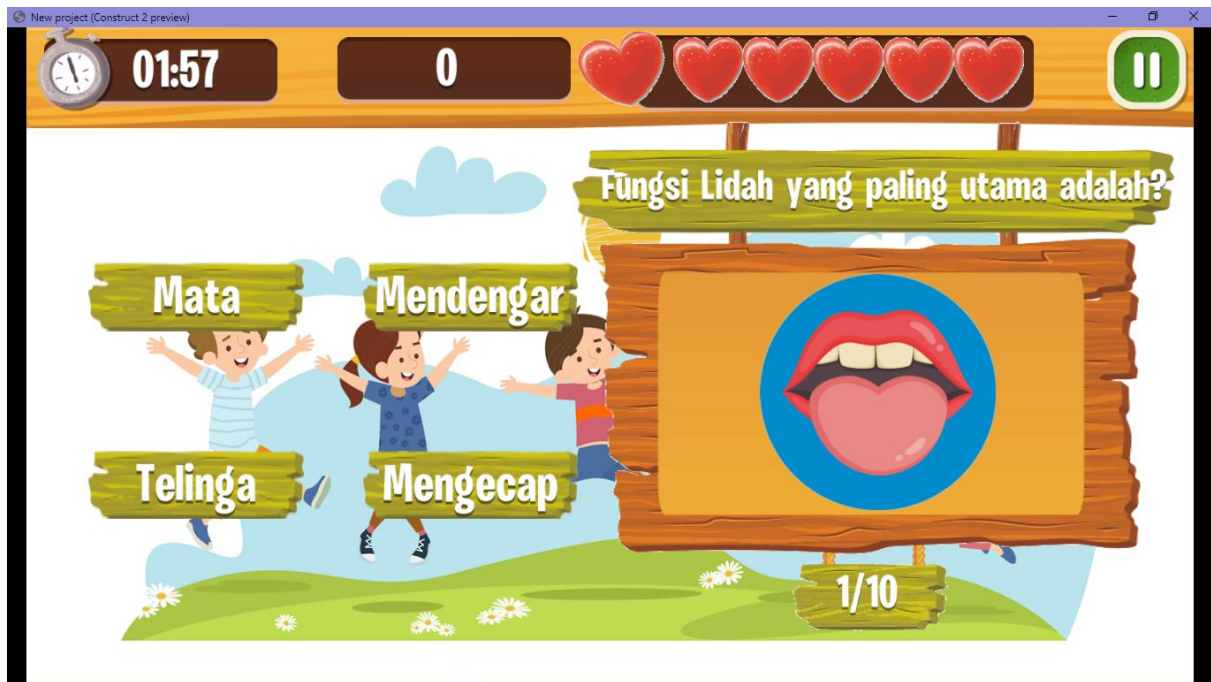 New project (Construct 2 preview)
01:57
0
Fungsi Lidah yang paling utama adalah?
Mata
Mendengar
Telinga
Mengecap
1/10